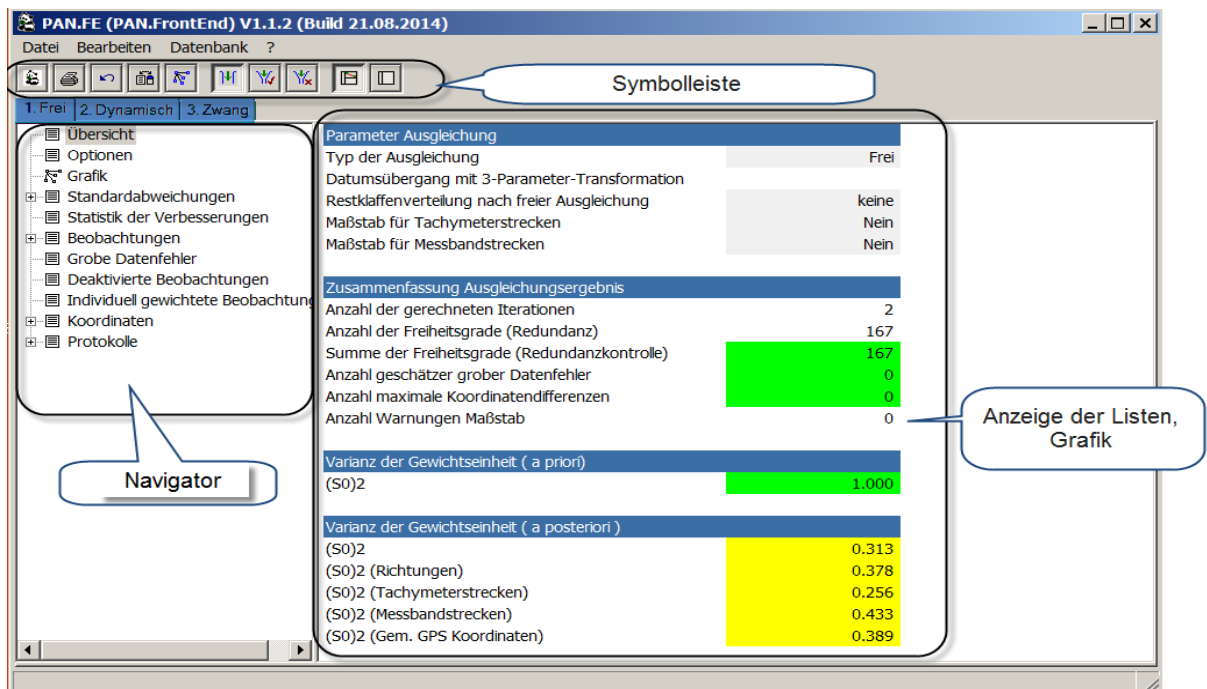 PAN.FE (PAN.FrontEnd) V1.1.2 (Build 21.08.2014)
Datei Bearbeiten Datenbank ?
Symbolleiste
1. Frei 2. Dynamisch 3. Zwang
Übersicht
Optionen
Grafik
Standardabweichungen
Statistik der Verbesserungen
Beobachtungen
Grobe Datenfehler
Deaktivierte Beobachtungen
Individuell gewichtete Beobachtung
Koordinaten
Protokolle
Navigator
Parameter Ausgleichung
Typ der Ausgleichung Frei
Datumsübergang mit 3-Parameter-Transformation
Restklaffenverteilung nach freier Ausgleichung keine
Maßstab für Tachymeterstrecken Nein
Maßstab für Messbandstrecken Nein
Zusammenfassung Ausgleichungsergebnis
Anzahl der gerechneten Iterationen 2
Anzahl der Freiheitsgrade (Redundanz) 167
Summe der Freiheitsgrade (Redundanzkontrolle) 167
Anzahl geschätzer grober Datenfehler 0
Anzahl maximale Koordinatendifferenzen 0
Anzahl Warnungen Maßstab 0
Varianz der Gewichtseinheit ( a priori)
(S0)2 1.000
Varianz der Gewichtseinheit ( a posteriori )
(S0)2 0.313
(S0)2 (Richtungen) 0.378
(S0)2 (Tachymeterstrecken) 0.256
(S0)2 (Messbandstrecken) 0.433
(S0)2 (Gem. GPS Koordinaten) 0.389
Anzeige der Listen,
Grafik